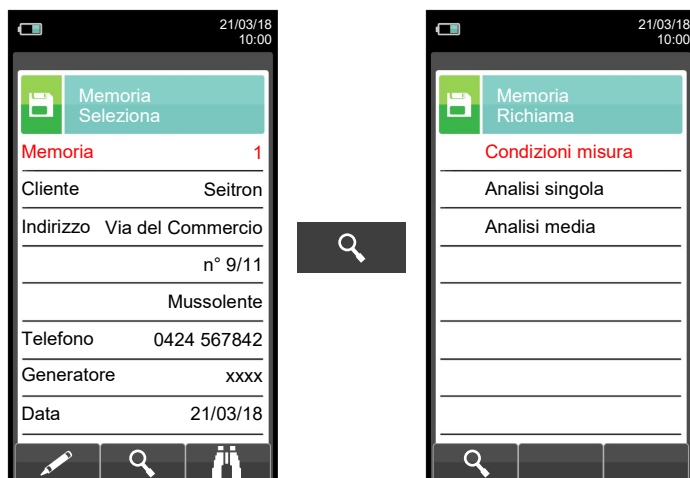 21/03/18
10:00
Memoria
Seleziona
Memoria 1
Cliente Seitron
Indirizzo Via del Commercio
n° 9/11
Mussolente
Telefono 0424 567842
Generatore xxxx
Data 21/03/18
21/03/18
10:00
Memoria
Richiama
Condizioni misura
Analisi singola
Analisi media